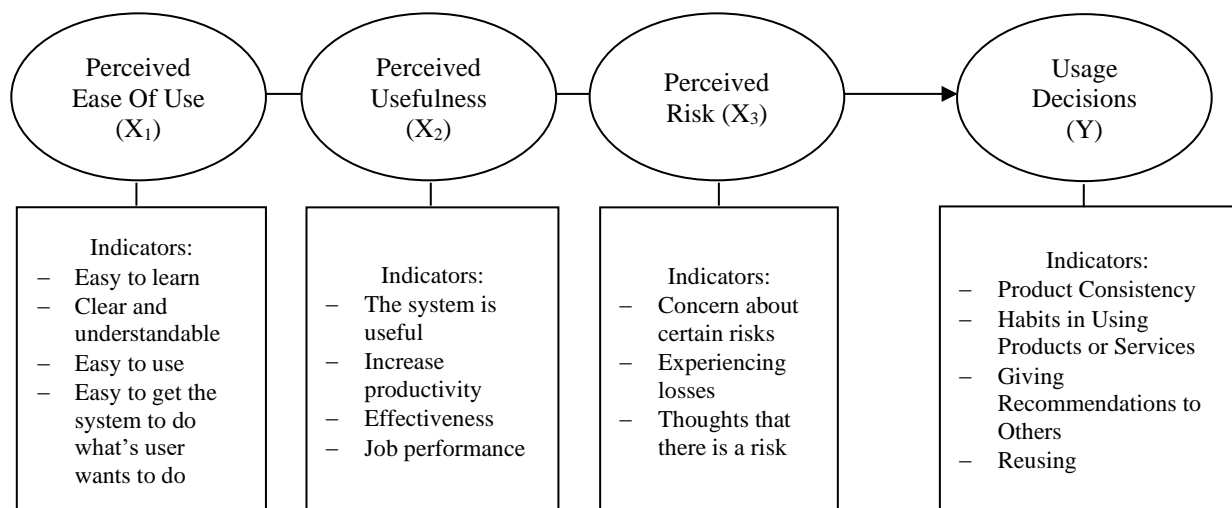 Perceived
Ease Of Use
(X₁)
Perceived
Usefulness
(X₂)
Perceived
Risk (X₃)
Usage
Decisions
(Y)
Indicators:
– Easy to learn
– Clear and
understandable
– Easy to use
– Easy to get the
system to do
what’s user
wants to do
Indicators:
– The system is
useful
– Increase
productivity
– Effectiveness
– Job performance
Indicators:
– Concern about
certain risks
– Experiencing
losses
– Thoughts that
there is a risk
Indicators:
– Product Consistency
– Habits in Using
Products or Services
– Giving
Recommendations to
Others
– Reusing